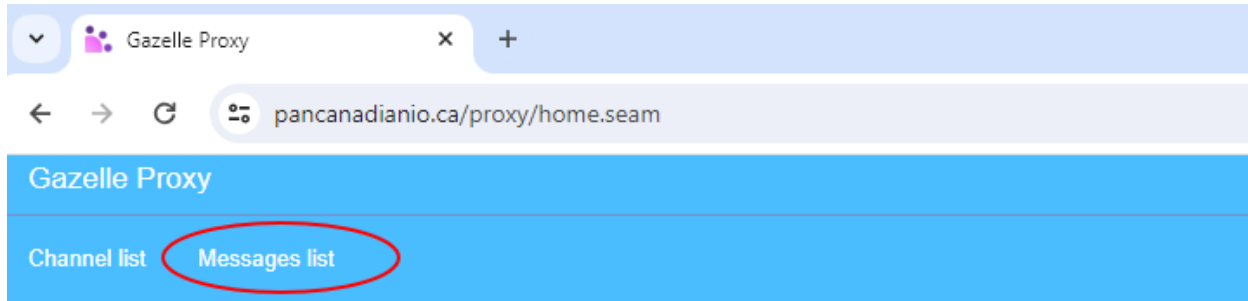 Gazelle Proxy
pancanadianio.ca/proxy/home.seam
Gazelle Proxy
Channel list Messages list